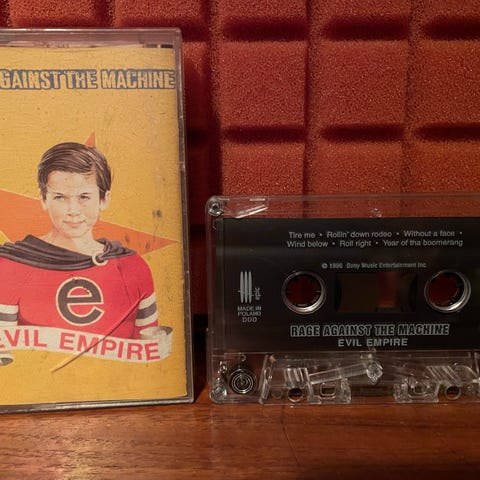 GAINST THE MACHINE
e
EVIL EMPIRE
Tire me • Rollin' down rodeo • Without a face •
Wind below • Roll right • Year of tha boomerang
℗ 1996 Sony Music Entertainment Inc.
epic
MADE IN
POLAND
DDD
RAGE AGAINST THE MACHINE
EVIL EMPIRE